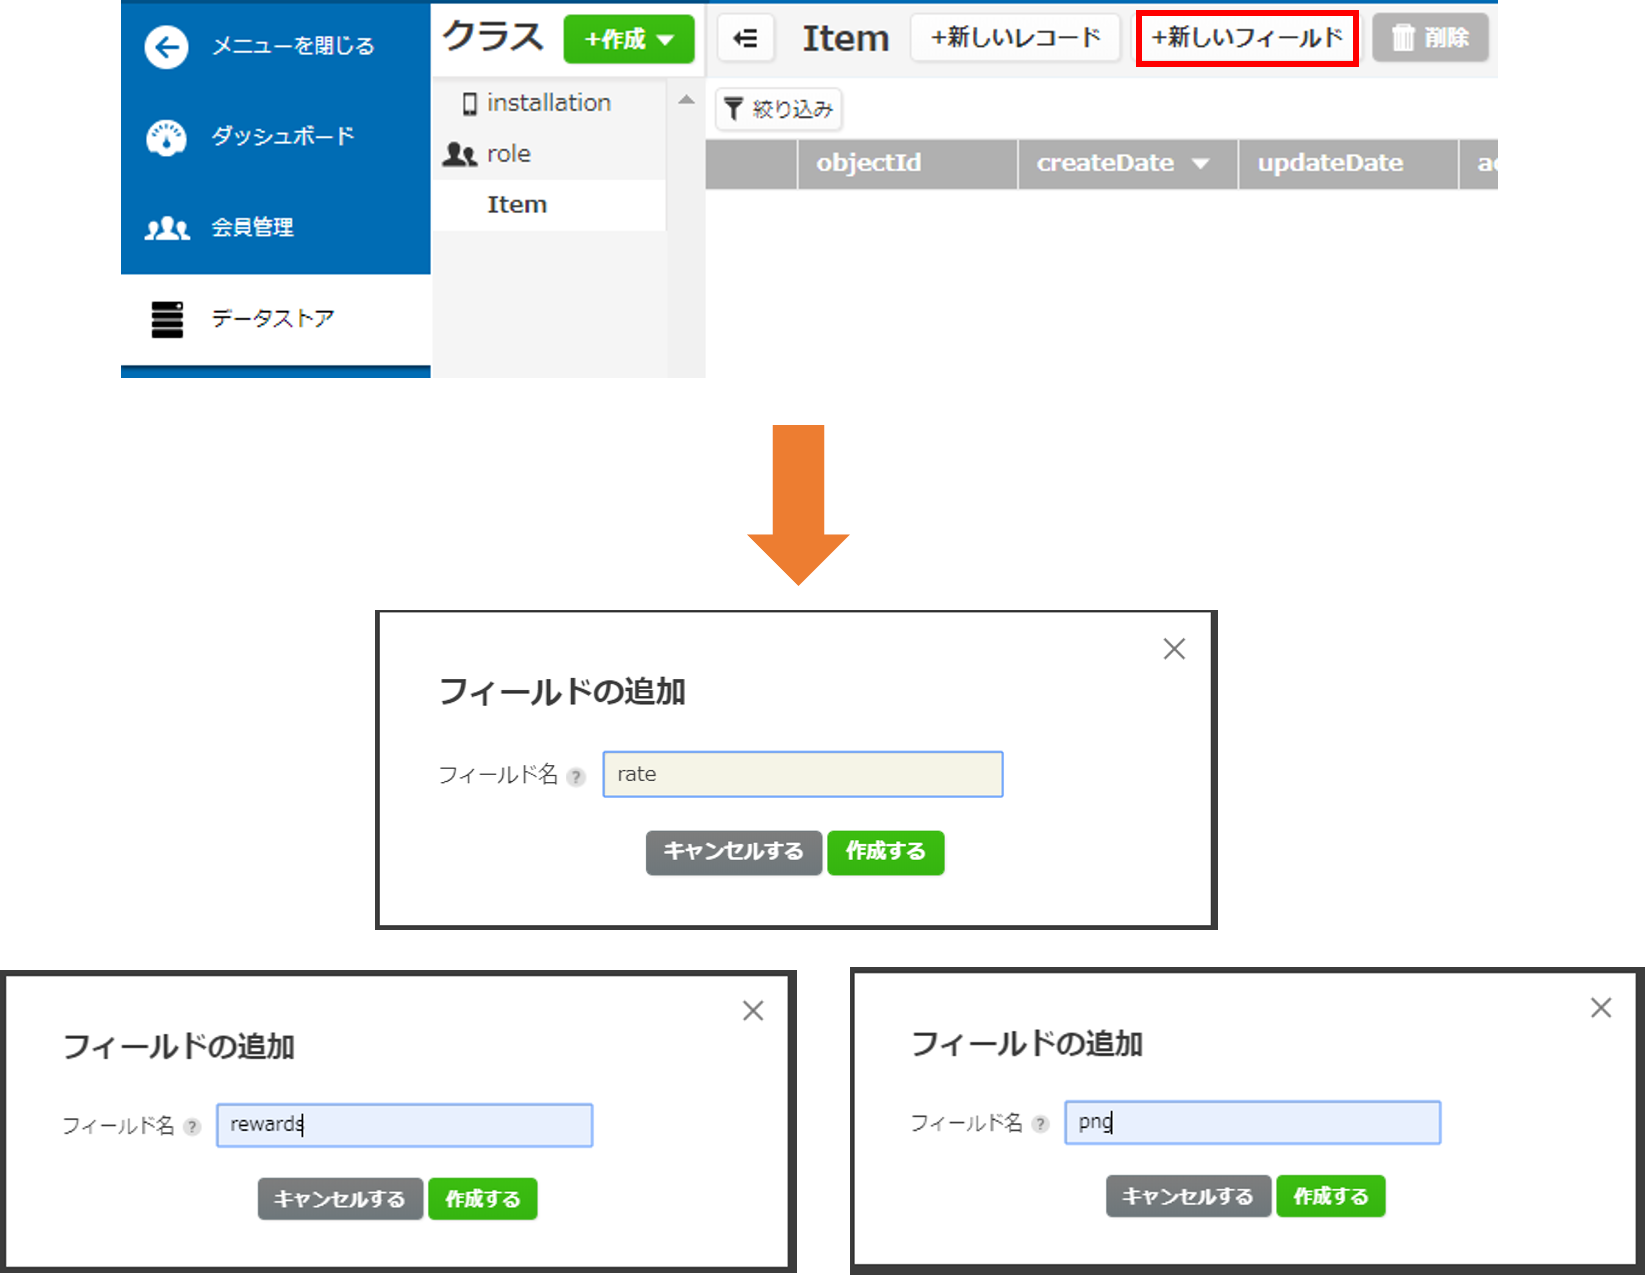 メニューを閉じる
ダッシュボード
会員管理
データストア
クラス
+作成
installation
role
Item
Item
+新しいレコード
+新しいフィールド
削除
絞り込み
objectId
createDate
updateDate
フィールドの追加
フィールド名 ?
rate
キャンセルする
作成する
フィールドの追加
フィールド名 ?
rewards
キャンセルする
作成する
フィールドの追加
フィールド名 ?
png
キャンセルする
作成する